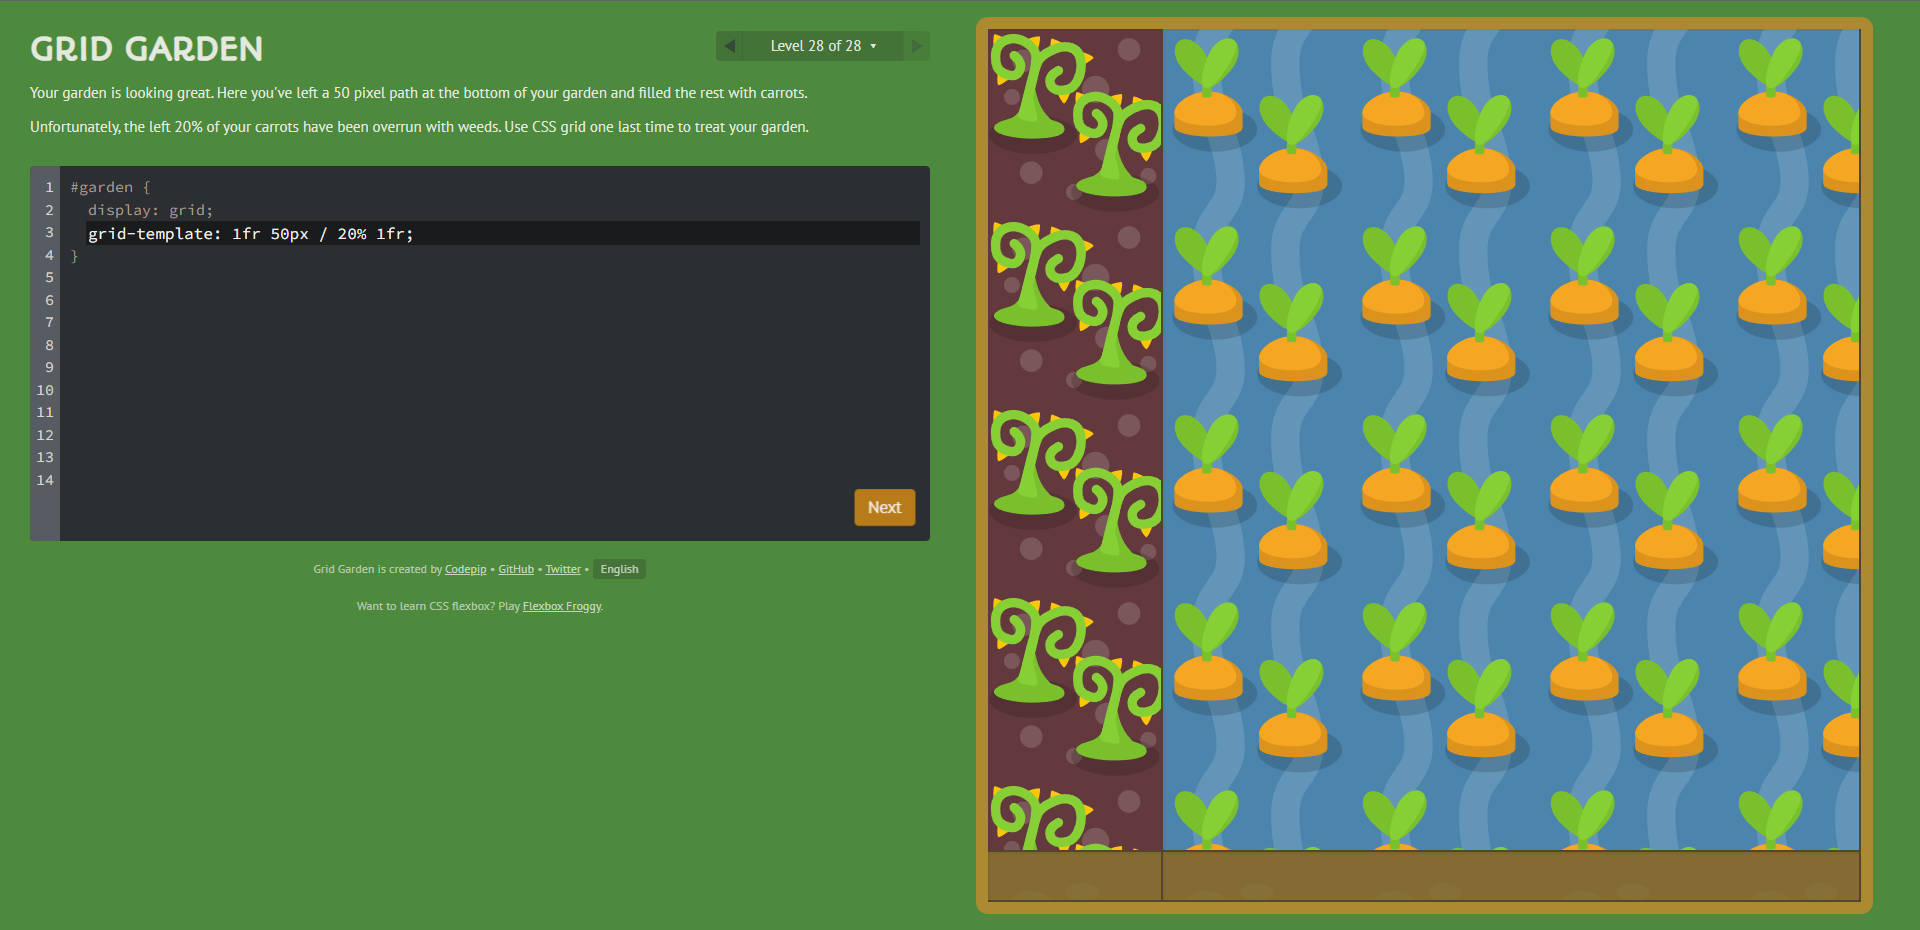 GRID GARDEN
◀ Level 28 of 28 ▾ ▶
Your garden is looking great. Here you've left a 50 pixel path at the bottom of your garden and filled the rest with carrots.
Unfortunately, the left 20% of your carrots have been overrun with weeds. Use CSS grid one last time to treat your garden.
1 #garden {
2 display: grid;
3 grid-template: 1fr 50px / 20% 1fr;
4 }
5
6
7
8
9
10
11
12
13
14
Next
Grid Garden is created by Codepip • GitHub • Twitter • English
Want to learn CSS flexbox? Play Flexbox Froggy.